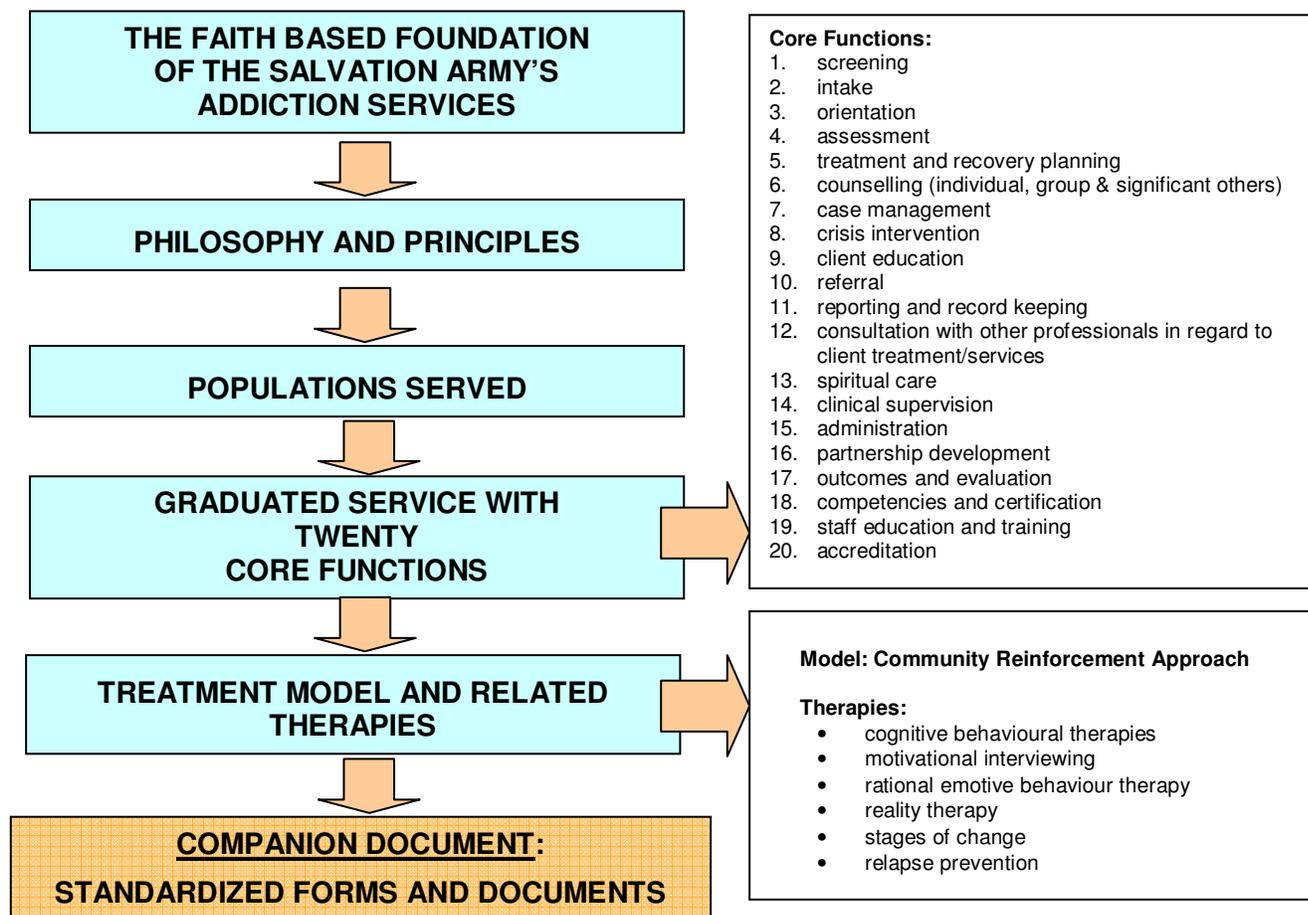 THE FAITH BASED FOUNDATION
OF THE SALVATION ARMY'S
ADDICTION SERVICES
PHILOSOPHY AND PRINCIPLES
POPULATIONS SERVED
GRADUATED SERVICE WITH
TWENTY
CORE FUNCTIONS
TREATMENT MODEL AND RELATED
THERAPIES
COMPANION DOCUMENT:
STANDARDIZED FORMS AND DOCUMENTS
Core Functions:
1. screening
2. intake
3. orientation
4. assessment
5. treatment and recovery planning
6. counselling (individual, group & significant others)
7. case management
8. crisis intervention
9. client education
10. referral
11. reporting and record keeping
12. consultation with other professionals in regard to
client treatment/services
13. spiritual care
14. clinical supervision
15. administration
16. partnership development
17. outcomes and evaluation
18. competencies and certification
19. staff education and training
20. accreditation
Model: Community Reinforcement Approach
Therapies:
• cognitive behavioural therapies
• motivational interviewing
• rational emotive behaviour therapy
• reality therapy
• stages of change
• relapse prevention